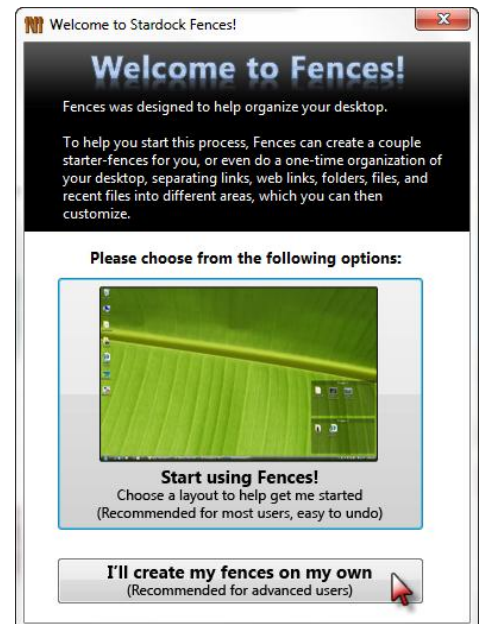 Welcome to Stardock Fences!
Welcome to Fences!
Fences was designed to help organize your desktop.
To help you start this process, Fences can create a couple
starter-fences for you, or even do a one-time organization of
your desktop, separating links, web links, folders, files, and
recent files into different areas, which you can then
customize.
Please choose from the following options:
Start using Fences!
Choose a layout to help get me started
(Recommended for most users, easy to undo)
I'll create my fences on my own
(Recommended for advanced users)